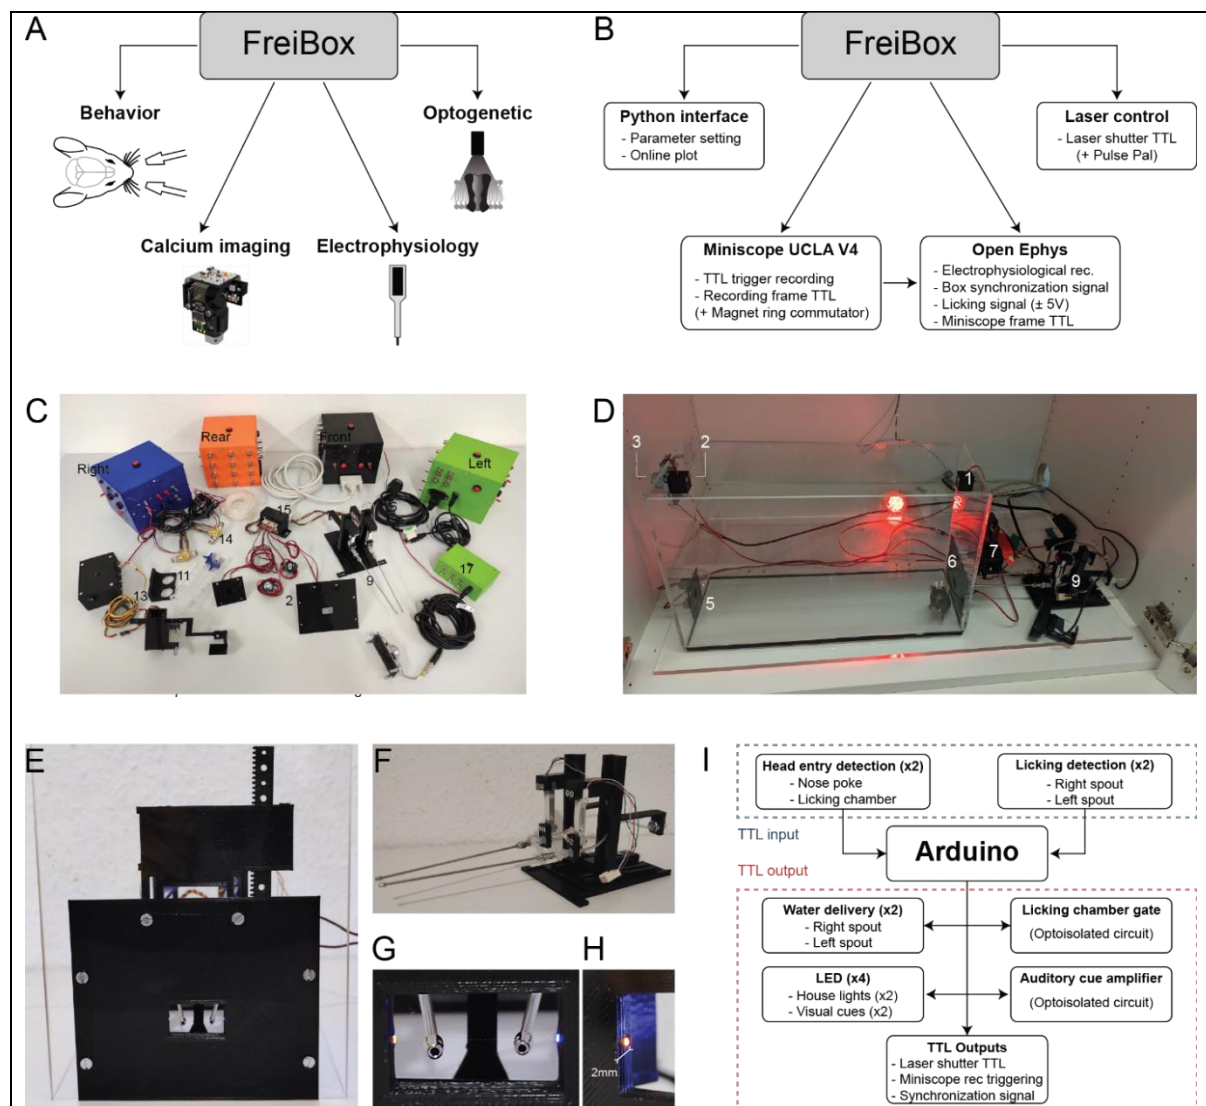 A
FreiBox
Behavior
Optogenetic
Calcium imaging
Electrophysiology
B
FreiBox
Python interface
- Parameter setting
- Online plot
Laser control
- Laser shutter TTL
(+ Pulse Pal)
Miniscope UCLA V4
- TTL trigger recording
- Recording frame TTL
(+ Magnet ring commutator)
Open Ephys
- Electrophysiological rec.
- Box synchronization signal
- Licking signal (± 5V)
- Miniscope frame TTL
C
Right
Rear
Front
Left
15
14
11
13
2
9
17
D
3
2
1
7
6
9
5
E
F
G
H
2mm
I
Head entry detection (x2)
- Nose poke
- Licking chamber
Licking detection (x2)
- Right spout
- Left spout
TTL input
Arduino
TTL output
Water delivery (x2)
- Right spout
- Left spout
Licking chamber gate
(Optoisolated circuit)
LED (x4)
- House lights (x2)
- Visual cues (x2)
Auditory cue amplifier
(Optoisolated circuit)
TTL Outputs
- Laser shutter TTL
- Miniscope rec triggering
- Synchronization signal